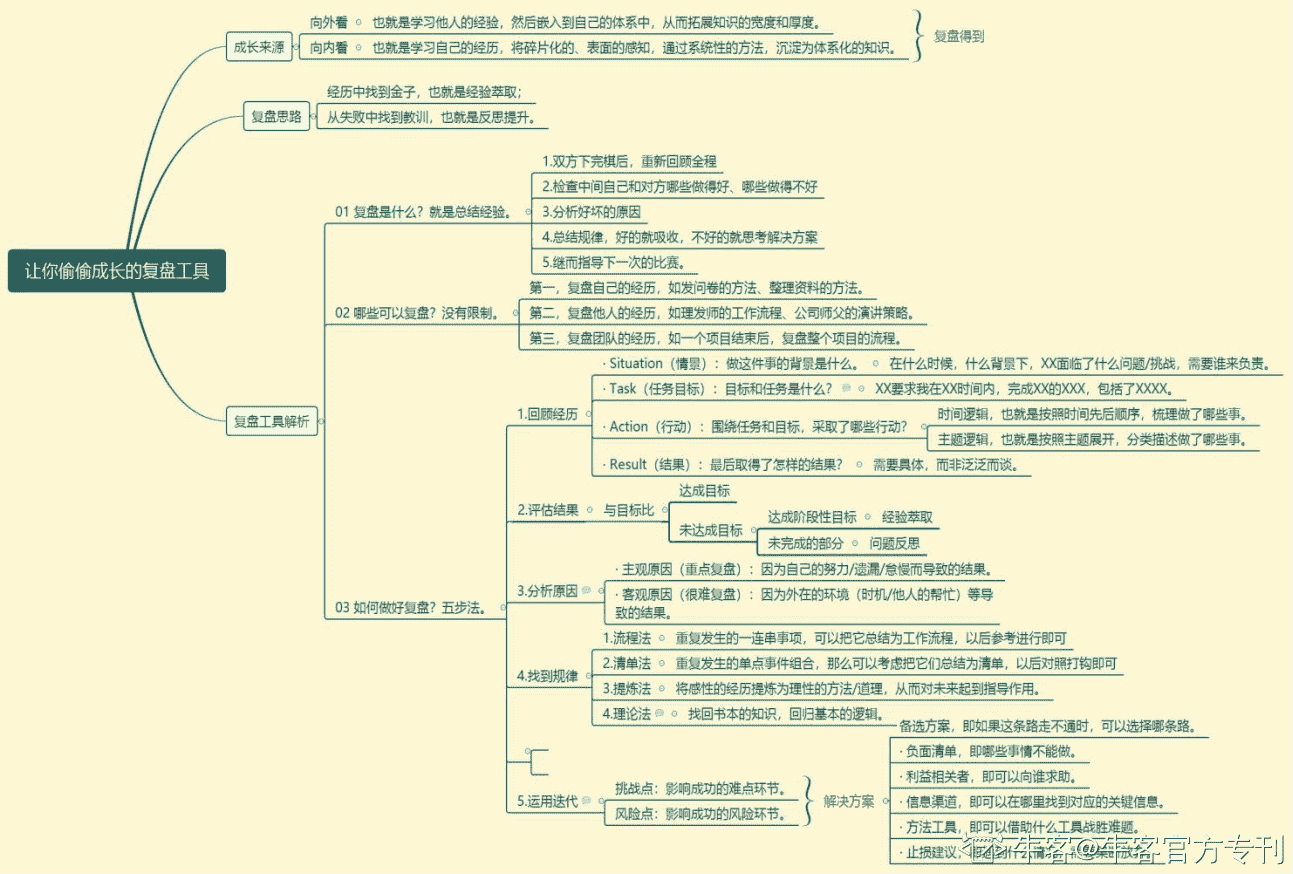 让你偷偷成长的复盘工具
成长来源
向外看
也就是学习他人的经验，然后嵌入到自己的体系中，从而拓展知识的宽度和厚度。
向内看
也就是学习自己的经历，将碎片化的、表面的感知，通过系统性的方法，沉淀为体系化的知识。
复盘得到
复盘思路
经历中找到金子，也就是经验萃取；
从失败中找到教训，也就是反思提升。
复盘工具解析
01 复盘是什么？就是总结经验。
1.双方下完棋后，重新回顾全程
2.检查中间自己和对方哪些做得好、哪些做得不好
3.分析好坏的原因
4.总结规律，好的就吸收，不好的就思考解决方案
5.继而指导下一次的比赛。
02 哪些可以复盘？没有限制。
第一，复盘自己的经历，如发问卷的方法、整理资料的方法。
第二，复盘他人的经历，如理发师的工作流程、公司师父的演讲策略。
第三，复盘团队的经历，如一个项目结束后，复盘整个项目的流程。
03 如何做好复盘？五步法。
1.回顾经历
· Situation（情景）：做这件事的背景是什么。
在什么时候，什么背景下，XX面临了什么问题/挑战，需要谁来负责。
· Task（任务目标）：目标和任务是什么？
XX要求我在XX时间内，完成XX的XXX，包括了XXXX。
· Action（行动）：围绕任务和目标，采取了哪些行动？
时间逻辑，也就是按照时间先后顺序，梳理做了哪些事。
主题逻辑，也就是按照主题展开，分类描述做了哪些事。
· Result（结果）：最后取得了怎样的结果？
需要具体，而非泛泛而谈。
2.评估结果
与目标比
达成目标
未达成目标
达成阶段性目标
经验萃取
未完成的部分
问题反思
3.分析原因
· 主观原因（重点复盘）：因为自己的努力/遗漏/怠慢而导致的结果。
· 客观原因（很难复盘）：因为外在的环境（时机/他人的帮忙）等导
致的结果。
4.找到规律
1.流程法
重复发生的一连串事项，可以把它总结为工作流程，以后参考进行即可
2.清单法
重复发生的单点事件组合，那么可以考虑把它们总结为清单，以后对照打钩即可
3.提炼法
将感性的经历提炼为理性的方法/道理，从而对未来起到指导作用。
4.理论法
找回书本的知识，回归基本的逻辑。
5.运用迭代
挑战点：影响成功的难点环节。
风险点：影响成功的风险环节。
解决方案
备选方案，即如果这条路走不通时，可以选择哪条路。
· 负面清单，即哪些事情不能做。
· 利益相关者，即可以向谁求助。
· 信息渠道，即可以在哪里找到对应的关键信息。
· 方法工具，即可以借助什么工具战胜难题。
· 止损建议，
牛客@牛客官方专刊